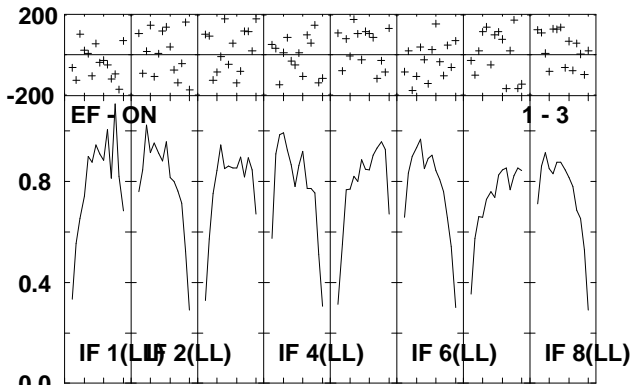 200
-200
EF - ON 1 - 3
0.8
0.4
IF 1(LL) IF 2(LL) IF 4(LL) IF 6(LL) IF 8(LL)
0.0